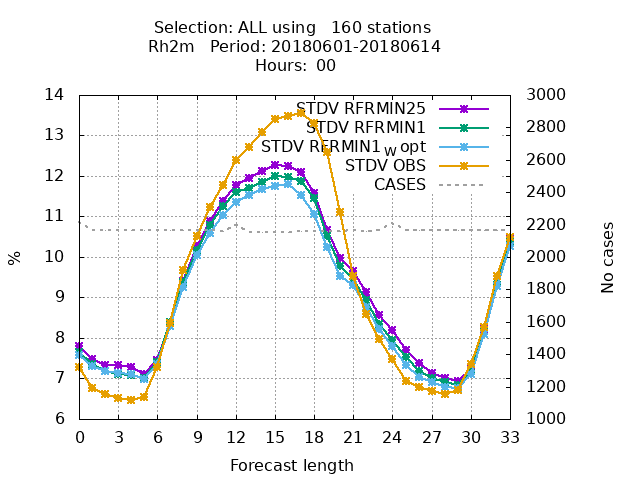 Selection: ALL using   160 stations
Rh2m   Period: 20180601-20180614
Hours:  00
STDV RFRMIN25
STDV RFRMIN1
STDV RFRMIN1wopt
STDV OBS
CASES
14
13
12
11
10
9
8
7
6
%
3000
2800
2600
2400
2200
2000
1800
1600
1400
1200
1000
No cases
0 3 6 9 12 15 18 21 24 27 30 33
Forecast length